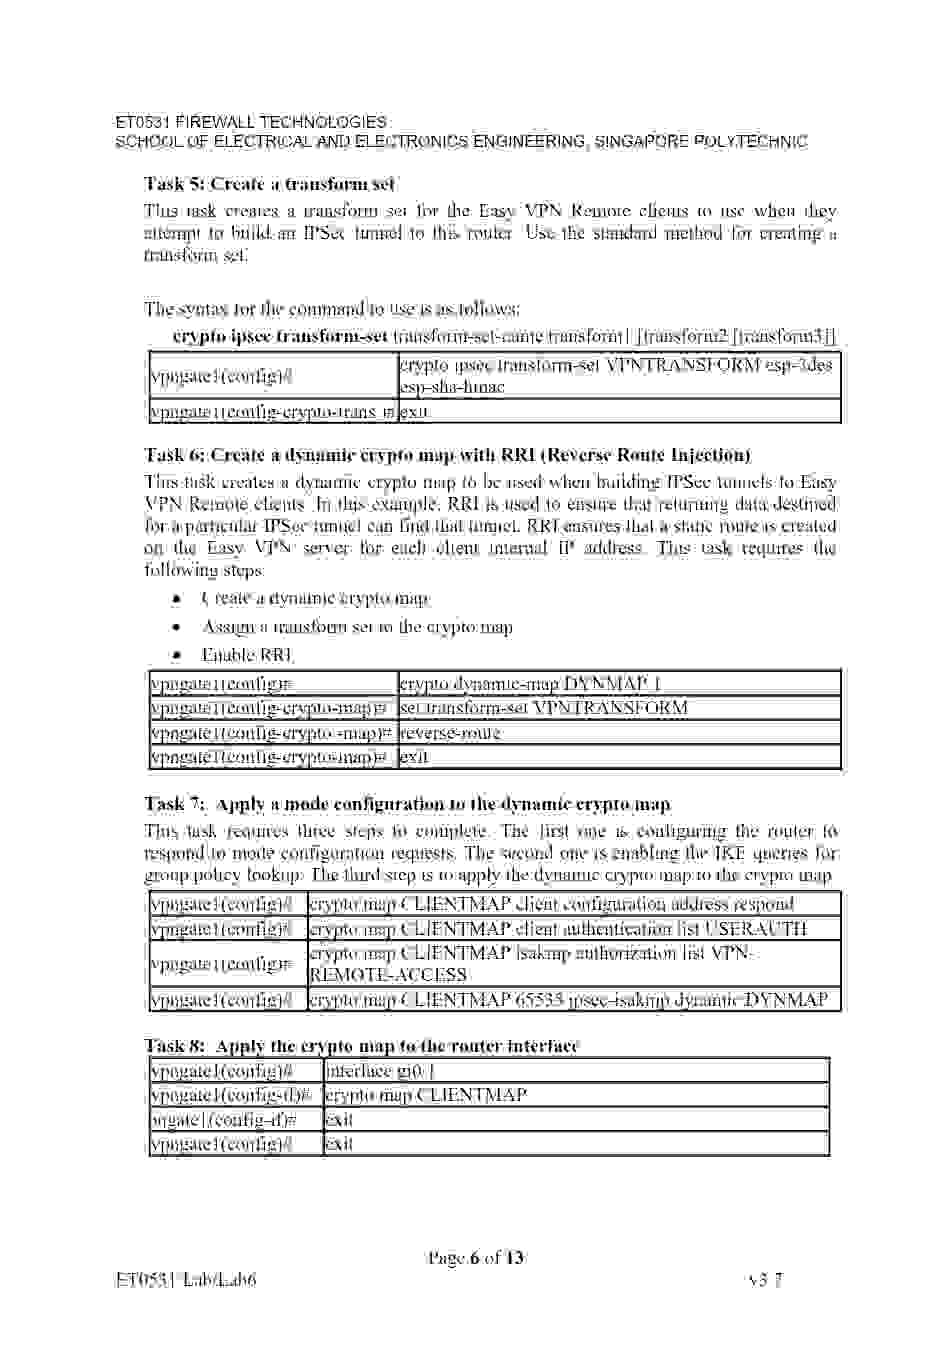 ET0531 FIREWALL TECHNOLOGIES
SCHOOL OF ELECTRICAL AND ELECTRONICS ENGINEERING, SINGAPORE POLYTECHNIC
Task 5: Create a transform set
This task creates a transform set for the Easy VPN Remote clients to use when they
attempt to build an IPSec tunnel to this router. Use the standard method for creating a
transform set.
The syntax for the command to use is as follows:
crypto ipsec transform-set transform-set-name transform1 [transform2 [transform3]]
vpngate1(config)# crypto ipsec transform-set VPNTRANSFORM esp-3des
esp-sha-hmac
vpngate1(config-crypto-trans )# exit
Task 6: Create a dynamic crypto map with RRI (Reverse Route Injection)
This task creates a dynamic crypto map to be used when building IPSec tunnels to Easy
VPN Remote clients. In this example, RRI is used to ensure that returning data destined
for a particular IPSec tunnel can find that tunnel. RRI ensures that a static route is created
on the Easy VPN server for each client internal IP address. This task requires the
following steps:
• Create a dynamic crypto map
• Assign a transform set to the crypto map
• Enable RRI
vpngate1(config)# crypto dynamic-map DYNMAP 1
vpngate1(config-crypto-map)# set transform-set VPNTRANSFORM
vpngate1(config-crypto -map)# reverse-route
vpngate1(config-crypto-map)# exit
Task 7: Apply a mode configuration to the dynamic crypto map
This task requires three steps to complete. The first one is configuring the router to
respond to mode configuration requests. The second one is enabling the IKE queries for
group policy lookup. The third step is to apply the dynamic crypto map to the crypto map.
vpngate1(config)# crypto map CLIENTMAP client configuration address respond
vpngate1(config)# crypto map CLIENTMAP client authentication list USERAUTH
vpngate1(config)# crypto map CLIENTMAP isakmp authorization list VPN-
REMOTE-ACCESS
vpngate1(config)# crypto map CLIENTMAP 65535 ipsec-isakmp dynamic DYNMAP
Task 8: Apply the crypto map to the router interface
vpngate1(config)# interface gi0/1
vpngate1(config-if)# crypto map CLIENTMAP
pngate1(config-if)# exit
vpngate1(config)# exit
Page 6 of 13
ET0531 Lab/Lab6 v3.7